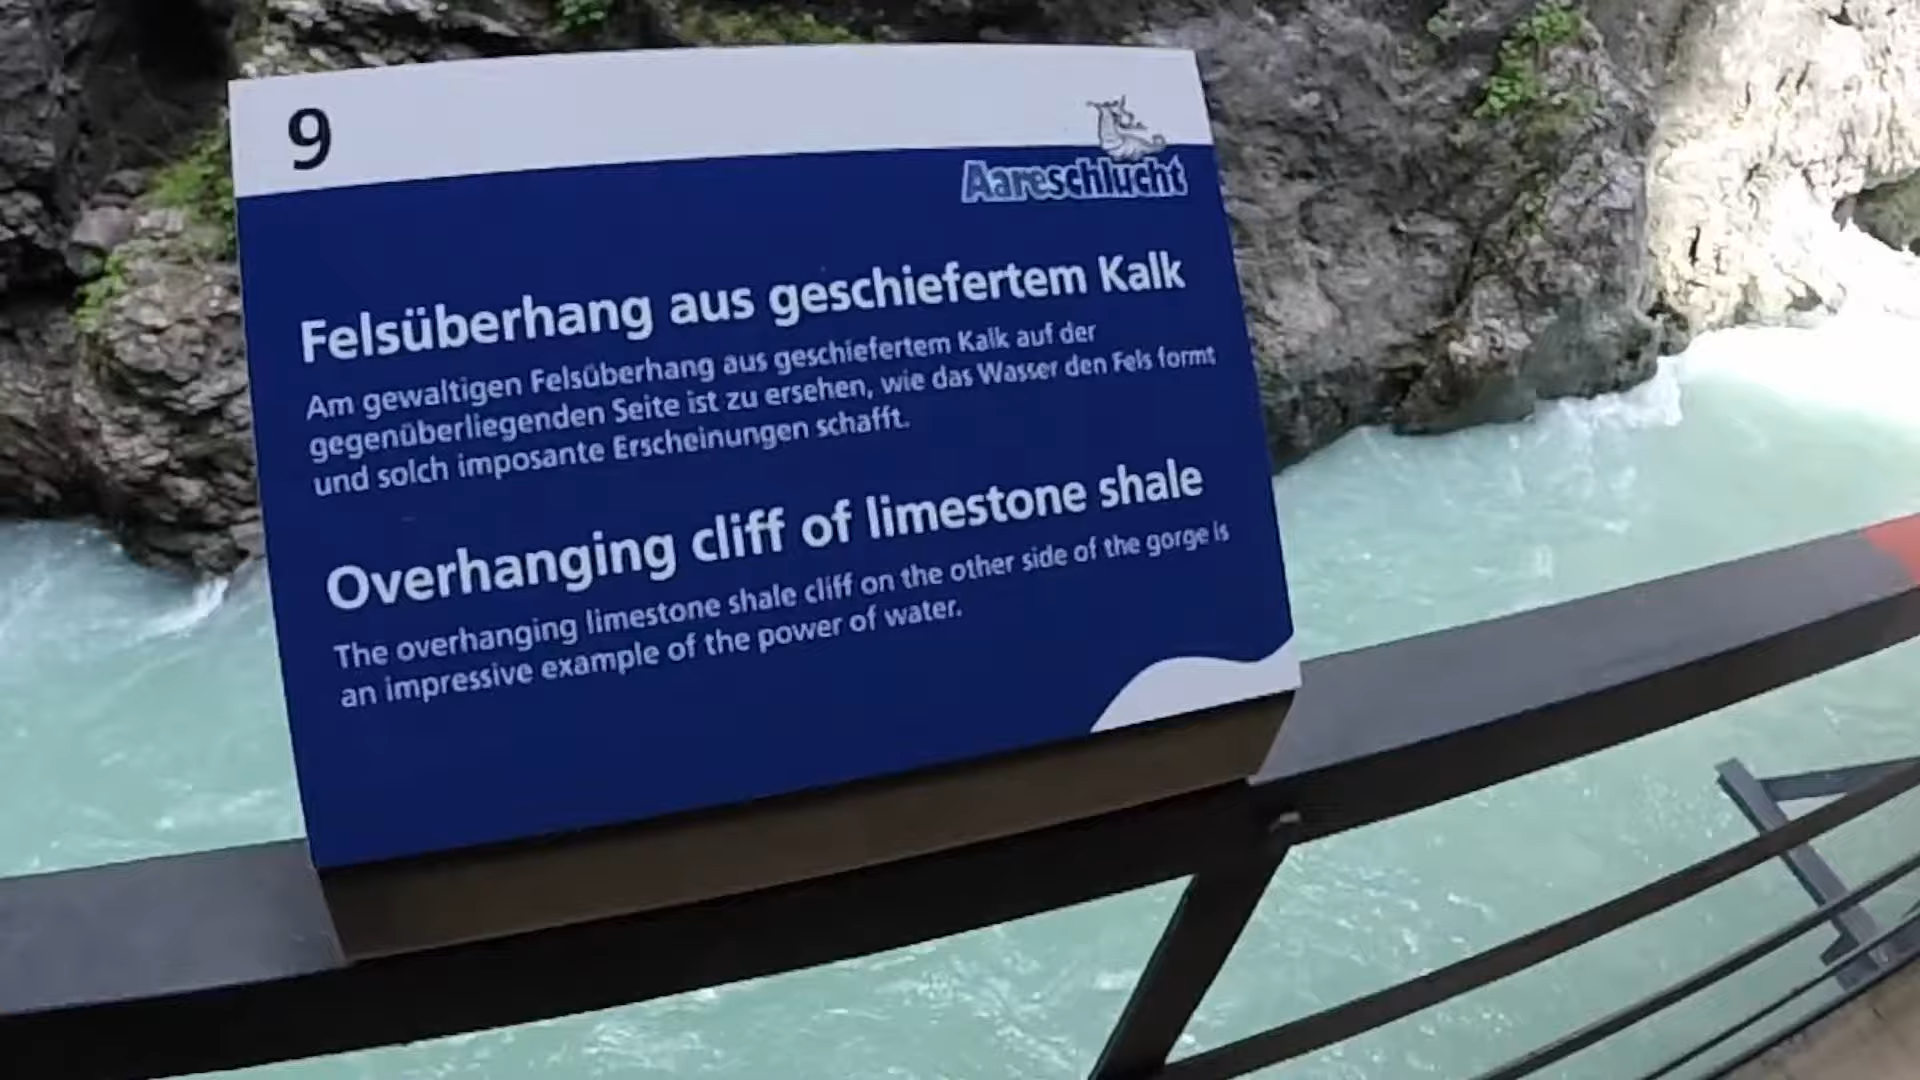 9
Aareschlucht
Felsüberhang aus geschiefertem Kalk
Am gewaltigen Felsüberhang aus geschiefertem Kalk auf der
gegenüberliegenden Seite ist zu ersehen, wie das Wasser den Fels formt
und solch imposante Erscheinungen schafft.
Overhanging cliff of limestone shale
The overhanging limestone shale cliff on the other side of the gorge is
an impressive example of the power of water.